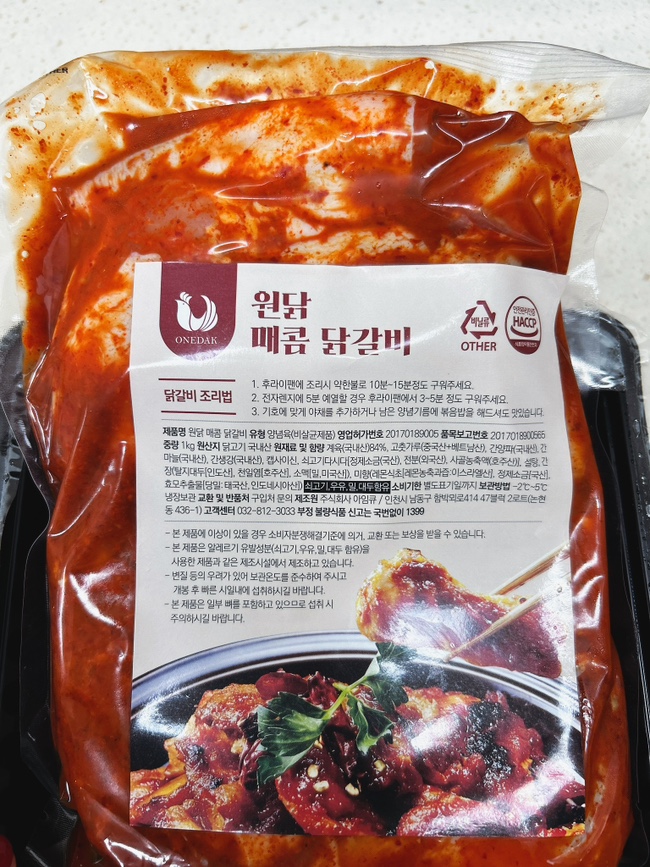 ONEDAK
원닭
매콤 닭갈비
비닐류
OTHER
안전관리인증
HACCP
식품의약품안전처
닭갈비 조리법
1. 후라이팬에 조리시 약한불로 10분~15분정도 구워주세요.
2. 전자렌지에 5분 예열할 경우 후라이팬에서 3~5분 정도 구워주세요.
3. 기호에 맞게 야채를 추가하거나 남은 양념기름에 볶음밥을 해드셔도 맛있습니다.
제품명 원닭 매콤 닭갈비 유형 양념육(비살균제품) 영업허가번호 20170189005 품목보고번호 2017018900565
중량 1kg 원산지 닭고기 국내산 원재료 및 함량 계육(국내산)84%, 고춧가루(중국산+베트남산), 간양파(국내산), 간
마늘(국내산), 간생강(국내산), 캡사이신, 쇠고기다시다[정제소금(국산), 전분(외국산), 사골농축액(호주산)], 설탕, 간
장(탈지대두[인도산], 천일염[호주산], 소맥[밀,미국산]), 미향(레몬식초[레몬농축과즙:이스라엘산], 정제소금[국산],
효모추출물[당밀: 태국산, 인도네시아산]) 쇠고기,우유,밀,대두함유 소비기한 별도표기일까지 보관방법 -2℃~5℃
냉장보관 교환 및 반품처 구입처 문의 제조원 주식회사 아임큐 / 인천시 남동구 함박뫼로414 47블럭 2로트(논현
동 436-1) 고객센터 032-812-3033 부정 불량식품 신고는 국번없이 1399
- 본 제품에 이상이 있을 경우 소비자분쟁해결기준에 의거, 교환 또는 보상을 받을 수 있습니다.
- 본 제품은 알레르기 유발성분(쇠고기,우유,밀,대두 함유)을
사용한 제품과 같은 제조시설에서 제조하고 있습니다.
- 변질 등의 우려가 있어 보관온도를 준수하여 주시고
개봉 후 빠른 시일내에 섭취하시길 바랍니다.
- 본 제품은 일부 뼈를 포함하고 있으므로 섭취 시
주의하시길 바랍니다.